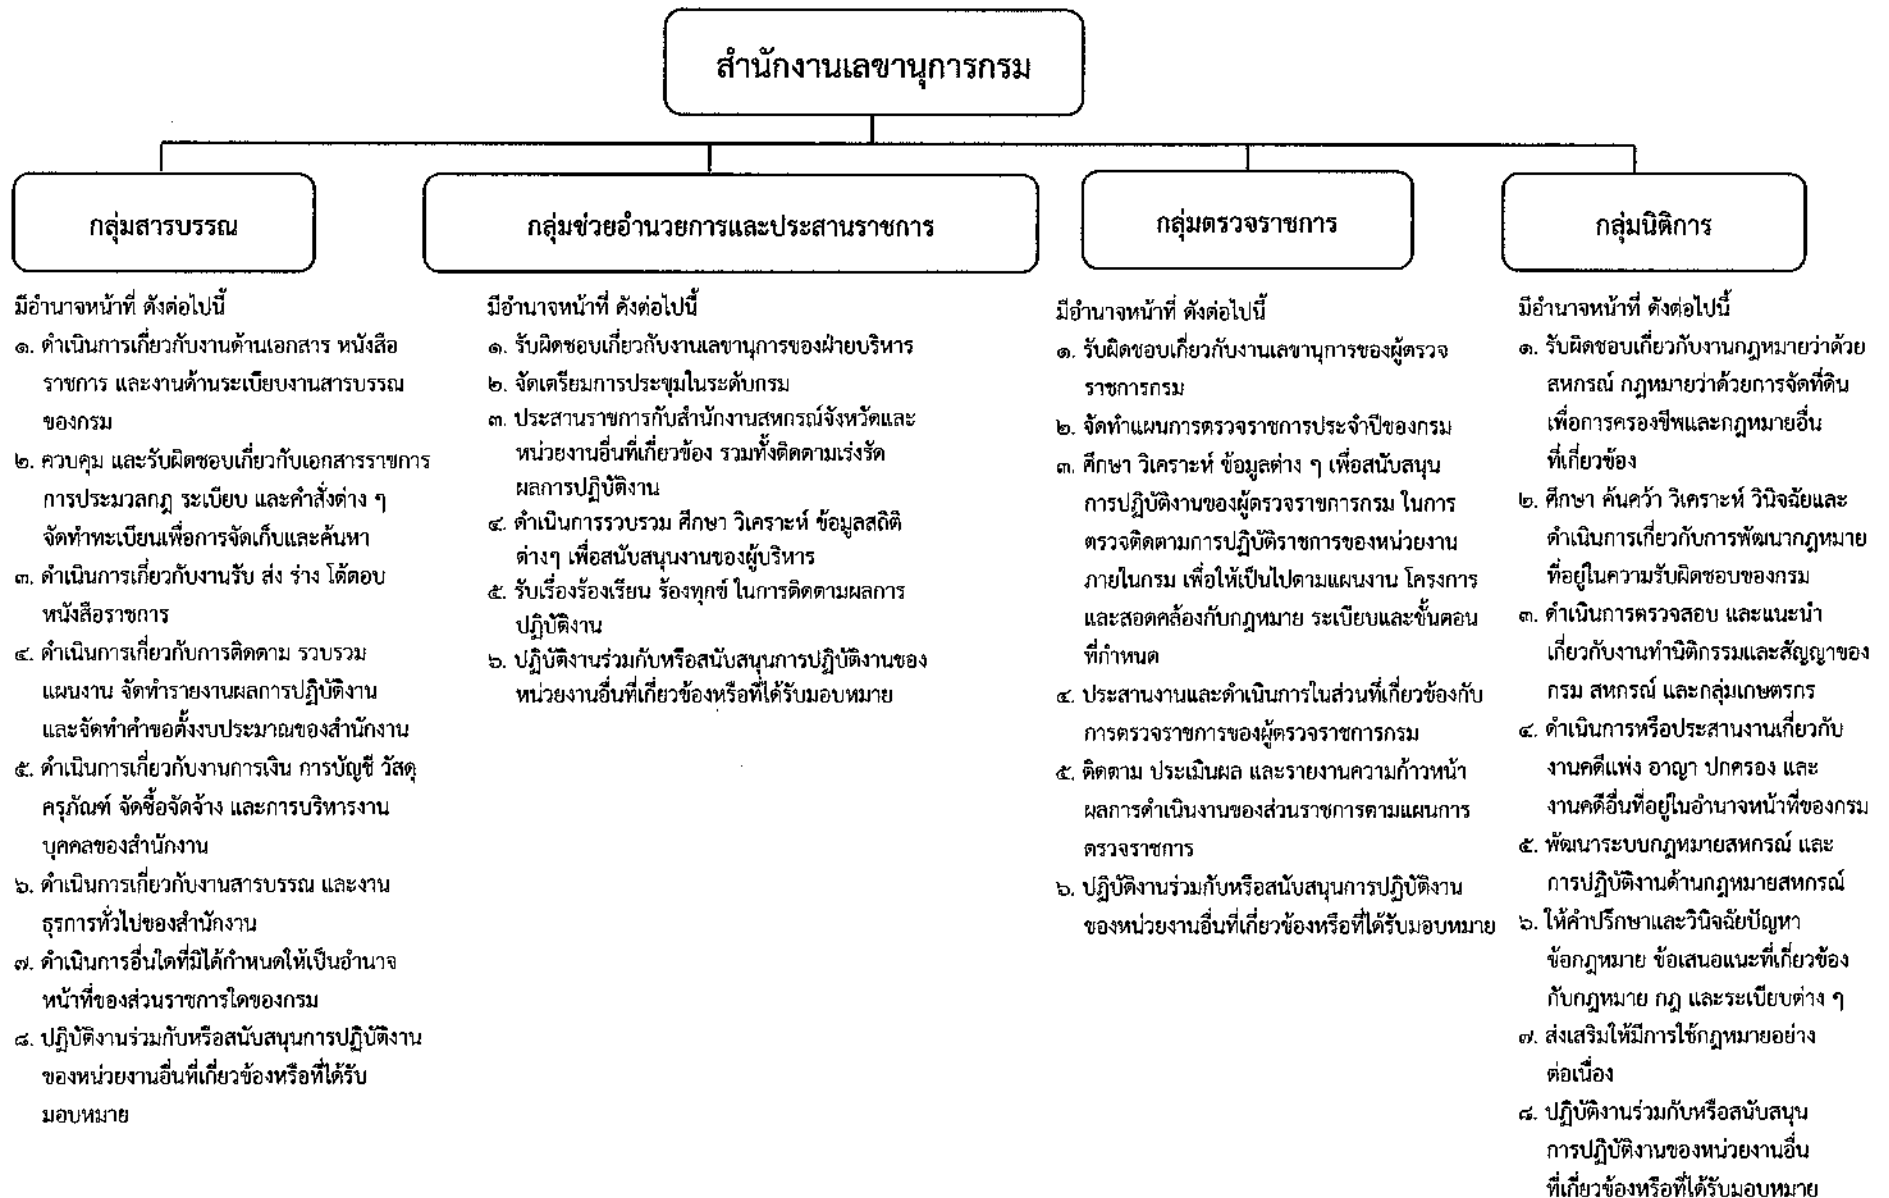 สำนักงานเลขานุการกรม
กลุ่มสารบรรณ
มีอำนาจหน้าที่ ดังต่อไปนี้
๑. ดำเนินการเกี่ยวกับงานด้านเอกสาร หนังสือ
ราชการ และงานด้านระเบียบงานสารบรรณ
ของกรม
๒. ควบคุม และรับผิดชอบเกี่ยวกับเอกสารราชการ
การประมวลกฎ ระเบียบ และคำสั่งต่าง ๆ
จัดทำทะเบียนเพื่อการจัดเก็บและค้นหา
๓. ดำเนินการเกี่ยวกับงานรับ ส่ง ร่าง โต้ตอบ
หนังสือราชการ
๔. ดำเนินการเกี่ยวกับการติดตาม รวบรวม
แผนงาน จัดทำรายงานผลการปฏิบัติงาน
และจัดทำคำขอตั้งงบประมาณของสำนักงาน
๕. ดำเนินการเกี่ยวกับงานการเงิน การบัญชี วัสดุ
ครุภัณฑ์ จัดซื้อจัดจ้าง และการบริหารงาน
บุคคลของสำนักงาน
๖. ดำเนินการเกี่ยวกับงานสารบรรณ และงาน
ธุรการทั่วไปของสำนักงาน
๗. ดำเนินการอื่นใดที่มิได้กำหนดให้เป็นอำนาจ
หน้าที่ของส่วนราชการใดของกรม
๘. ปฏิบัติงานร่วมกับหรือสนับสนุนการปฏิบัติงาน
ของหน่วยงานอื่นที่เกี่ยวข้องหรือที่ได้รับ
มอบหมาย
กลุ่มช่วยอำนวยการและประสานราชการ
มีอำนาจหน้าที่ ดังต่อไปนี้
๑. รับผิดชอบเกี่ยวกับงานเลขานุการของฝ่ายบริหาร
๒. จัดเตรียมการประชุมในระดับกรม
๓. ประสานราชการกับสำนักงานสหกรณ์จังหวัดและ
หน่วยงานอื่นที่เกี่ยวข้อง รวมทั้งติดตามเร่งรัด
ผลการปฏิบัติงาน
๔. ดำเนินการรวบรวม ศึกษา วิเคราะห์ ข้อมูลสถิติ
ต่างๆ เพื่อสนับสนุนงานของผู้บริหาร
๕. รับเรื่องร้องเรียน ร้องทุกข์ ในการติดตามผลการ
ปฏิบัติงาน
๖. ปฏิบัติงานร่วมกับหรือสนับสนุนการปฏิบัติงานของ
หน่วยงานอื่นที่เกี่ยวข้องหรือที่ได้รับมอบหมาย
กลุ่มตรวจราชการ
มีอำนาจหน้าที่ ดังต่อไปนี้
๑. รับผิดชอบเกี่ยวกับงานเลขานุการของผู้ตรวจ
ราชการกรม
๒. จัดทำแผนการตรวจราชการประจำปีของกรม
๓. ศึกษา วิเคราะห์ ข้อมูลต่าง ๆ เพื่อสนับสนุน
การปฏิบัติงานของผู้ตรวจราชการกรม ในการ
ตรวจติดตามการปฏิบัติราชการของหน่วยงาน
ภายในกรม เพื่อให้เป็นไปตามแผนงาน โครงการ
และสอดคล้องกับกฎหมาย ระเบียบและขั้นตอน
ที่กำหนด
๔. ประสานงานและดำเนินการในส่วนที่เกี่ยวข้องกับ
การตรวจราชการของผู้ตรวจราชการกรม
๕. ติดตาม ประเมินผล และรายงานความก้าวหน้า
ผลการดำเนินงานของส่วนราชการตามแผนการ
ตรวจราชการ
๖. ปฏิบัติงานร่วมกับหรือสนับสนุนการปฏิบัติงาน
ของหน่วยงานอื่นที่เกี่ยวข้องหรือที่ได้รับมอบหมาย
กลุ่มนิติการ
มีอำนาจหน้าที่ ดังต่อไปนี้
๑. รับผิดชอบเกี่ยวกับงานกฎหมายว่าด้วย
สหกรณ์ กฎหมายว่าด้วยการจัดที่ดิน
เพื่อการครองชีพและกฎหมายอื่น
ที่เกี่ยวข้อง
๒. ศึกษา ค้นคว้า วิเคราะห์ วินิจฉัยและ
ดำเนินการเกี่ยวกับการพัฒนากฎหมาย
ที่อยู่ในความรับผิดชอบของกรม
๓. ดำเนินการตรวจสอบ และแนะนำ
เกี่ยวกับงานทำนิติกรรมและสัญญาของ
กรม สหกรณ์ และกลุ่มเกษตรกร
๔. ดำเนินการหรือประสานงานเกี่ยวกับ
งานคดีแพ่ง อาญา ปกครอง และ
งานคดีอื่นที่อยู่ในอำนาจหน้าที่ของกรม
๕. พัฒนาระบบกฎหมายสหกรณ์ และ
การปฏิบัติงานด้านกฎหมายสหกรณ์
๖. ให้คำปรึกษาและวินิจฉัยปัญหา
ข้อกฎหมาย ข้อเสนอแนะที่เกี่ยวข้อง
กับกฎหมาย กฎ และระเบียบต่าง ๆ
๗. ส่งเสริมให้มีการใช้กฎหมายอย่าง
ต่อเนื่อง
๘. ปฏิบัติงานร่วมกับหรือสนับสนุน
การปฏิบัติงานของหน่วยงานอื่น
ที่เกี่ยวข้องหรือที่ได้รับมอบหมาย